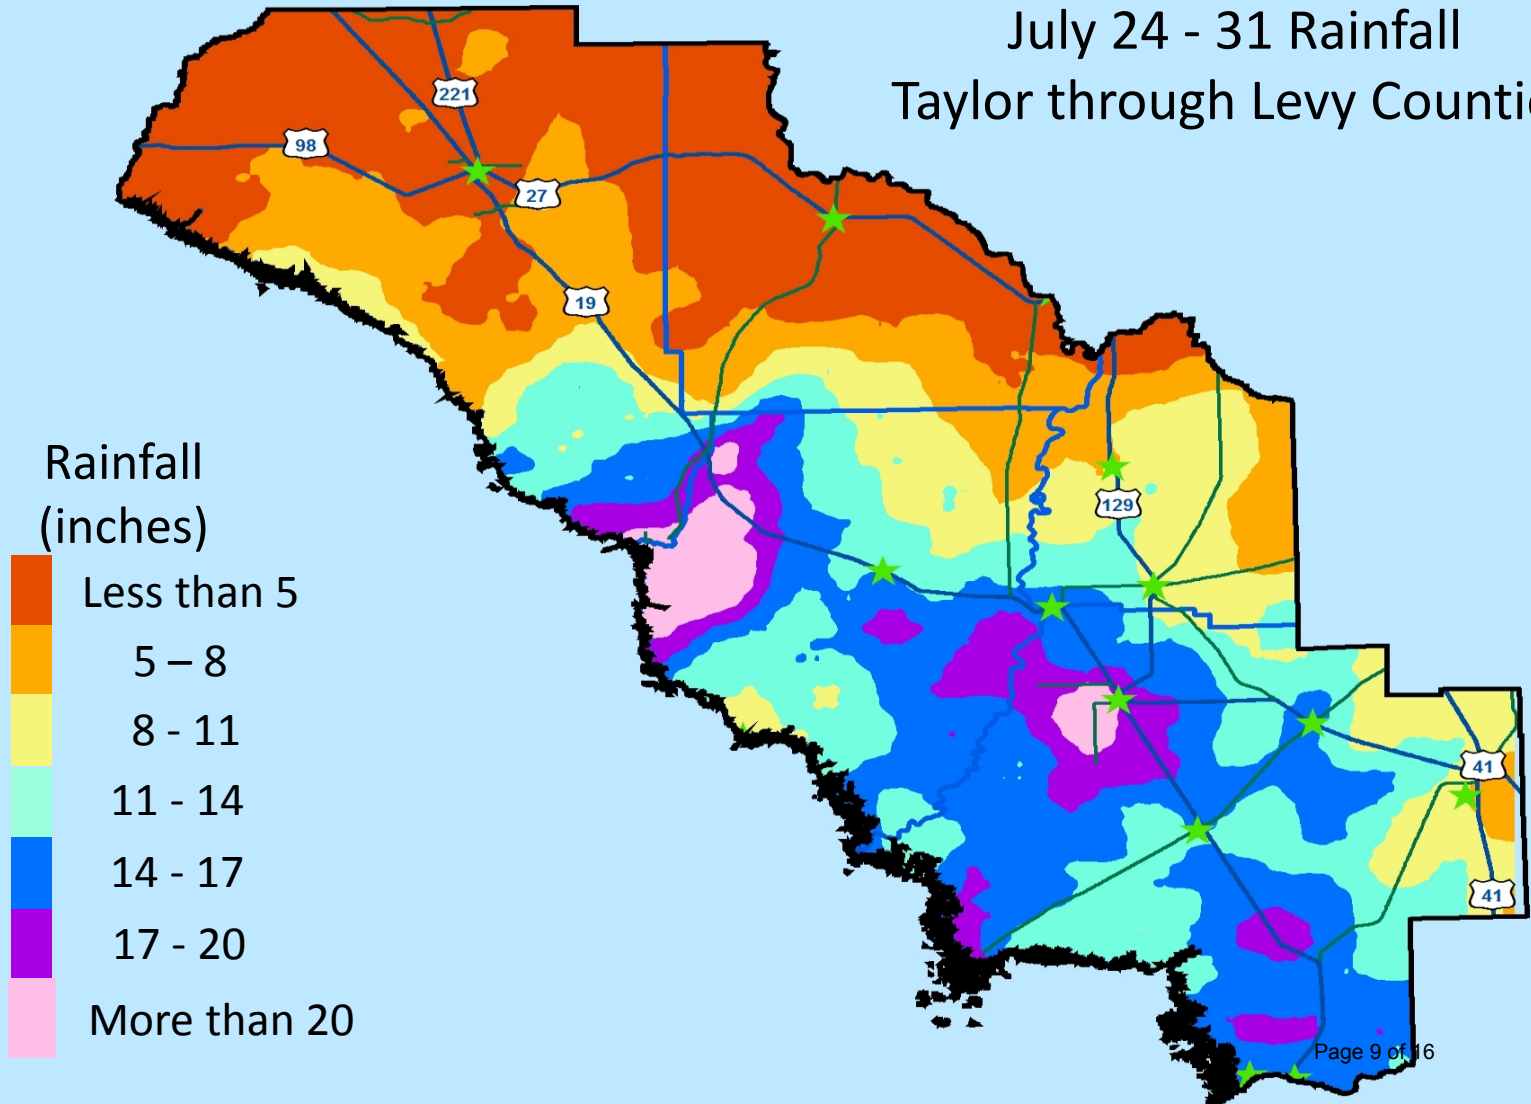 July 24 - 31 Rainfall
Taylor through Levy Countie
221
98
27
19
Rainfall
(inches)
129
Less than 5
5 – 8
8 - 11
11 - 14
14 - 17
17 - 20
More than 20
41
41
Page 9 of 16